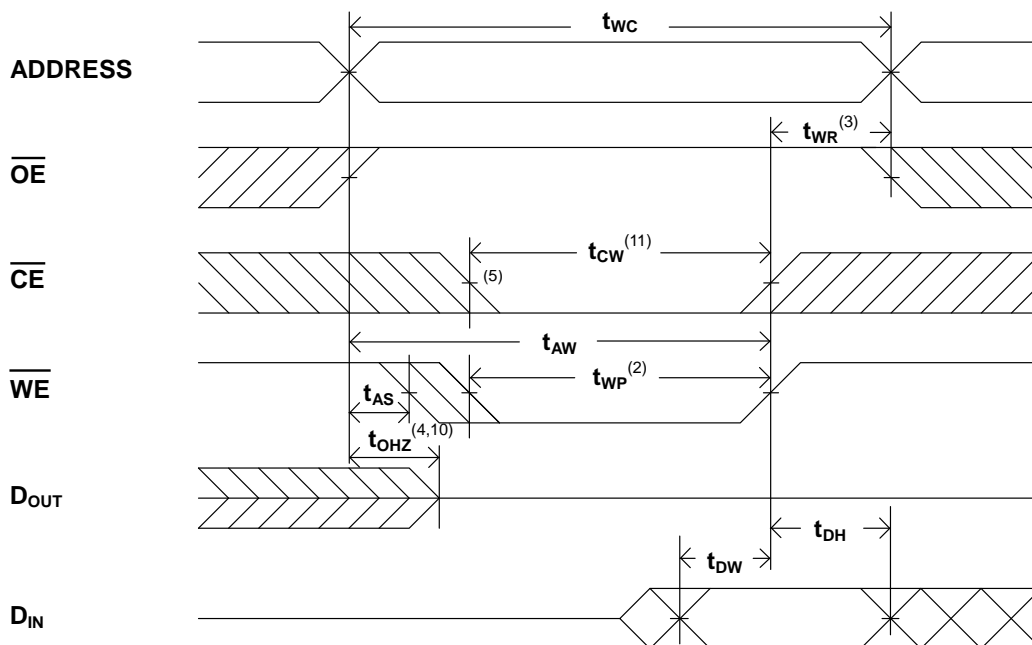 tWC
ADDRESS
tWR(3)
OE
tCW(11)
CE
(5)
tAW
WE
tWP(2)
tAS
tOHZ(4,10)
DOUT
tDH
tDW
DIN